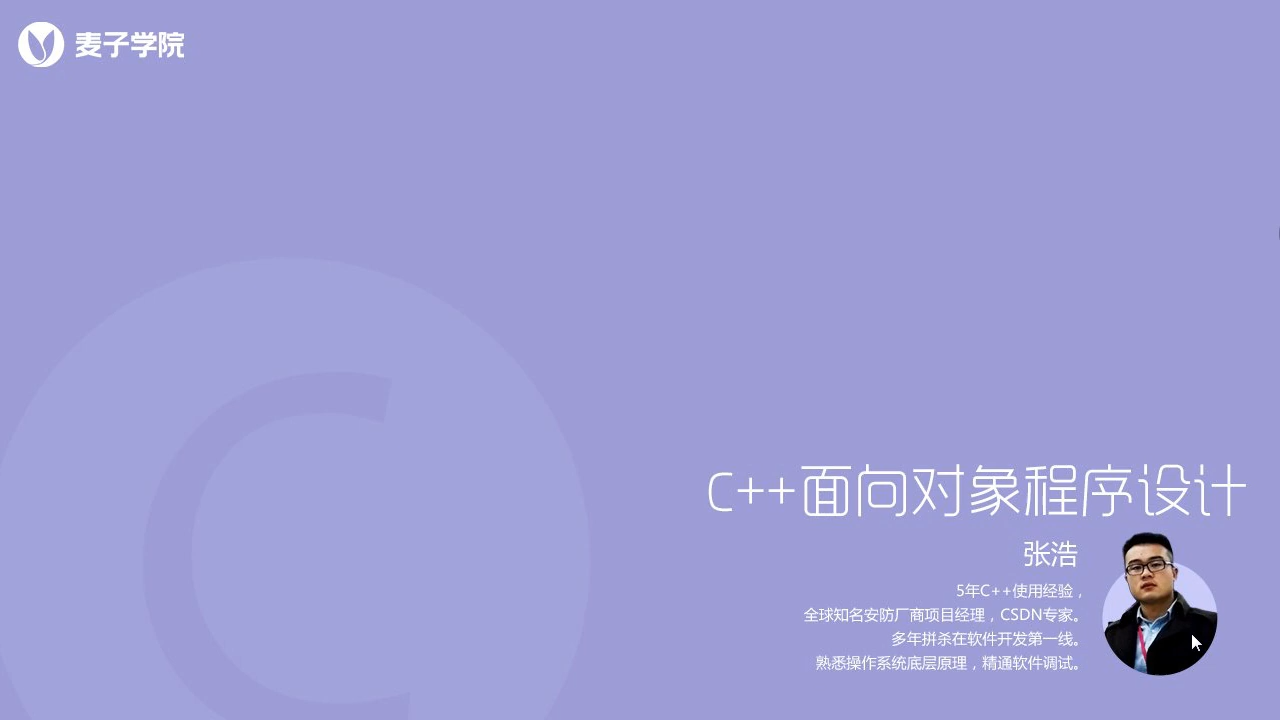 麦子学院
C++面向对象程序设计
张浩
5年C++使用经验，
全球知名安防厂商项目经理，CSDN专家。
多年拼杀在软件开发第一线。
熟悉操作系统底层原理，精通软件调试。